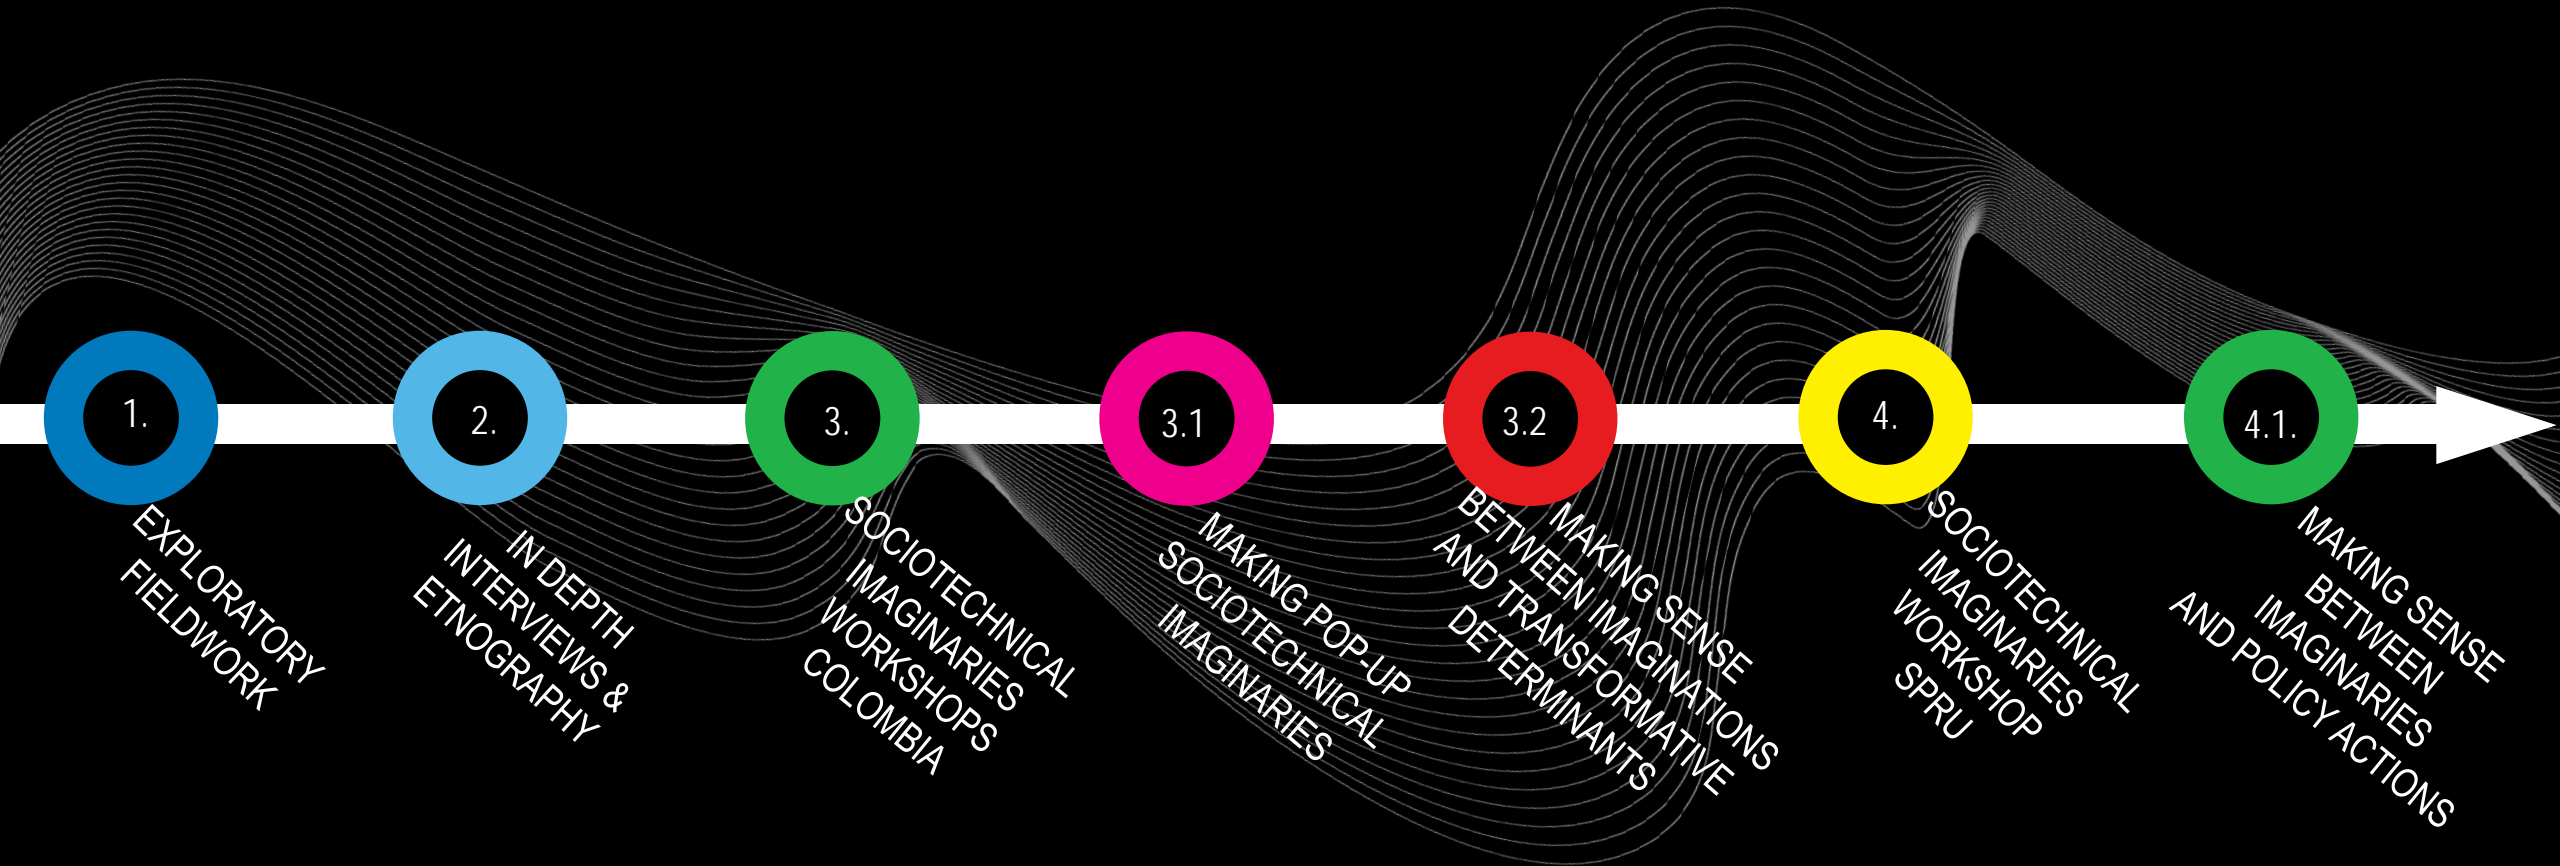 1.
EXPLORATORY
FIELDWORK
2.
IN DEPTH
INTERVIEWS &
ETNOGRAPHY
3.
SOCIOTECHNICAL
IMAGINARIES
WORKSHOPS
COLOMBIA
3.1
MAKING POP-UP
SOCIOTECHNICAL
IMAGINARIES
3.2
MAKING SENSE
BETWEEN IMAGINATIONS
AND TRANSFORMATIVE
DETERMINANTS
4.
SOCIOTECHNICAL
IMAGINARIES
WORKSHOP
SPRU
4.1.
MAKING SENSE
BETWEEN
IMAGINARIES
AND POLICY ACTIONS